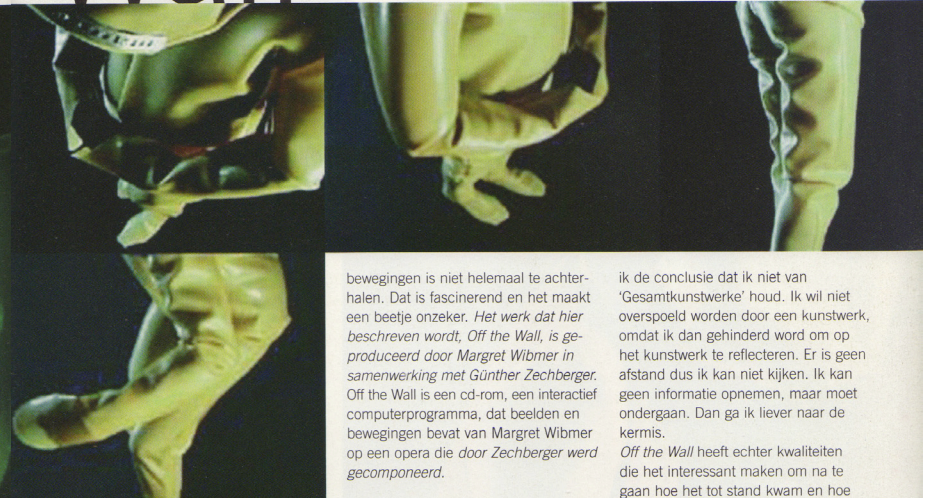 bewegingen is niet helemaal te achter-
halen. Dat is fascinerend en het maakt
een beetje onzeker. Het werk dat hier
beschreven wordt, Off the Wall, is ge-
produceerd door Margret Wibmer in
samenwerking met Günther Zechberger.
Off the Wall is een cd-rom, een interactief
computerprogramma, dat beelden en
bewegingen bevat van Margret Wibmer
op een opera die door Zechberger werd
gecomponeerd.
ik de conclusie dat ik niet van
‘Gesamtkunstwerke’ houd. Ik wil niet
overspoeld worden door een kunstwerk,
omdat ik dan gehinderd word om op
het kunstwerk te reflecteren. Er is geen
afstand dus ik kan niet kijken. Ik kan
geen informatie opnemen, maar moet
ondergaan. Dan ga ik liever naar de
kermis.
Off the Wall heeft echter kwaliteiten
die het interessant maken om na te
gaan hoe het tot stand kwam en hoe